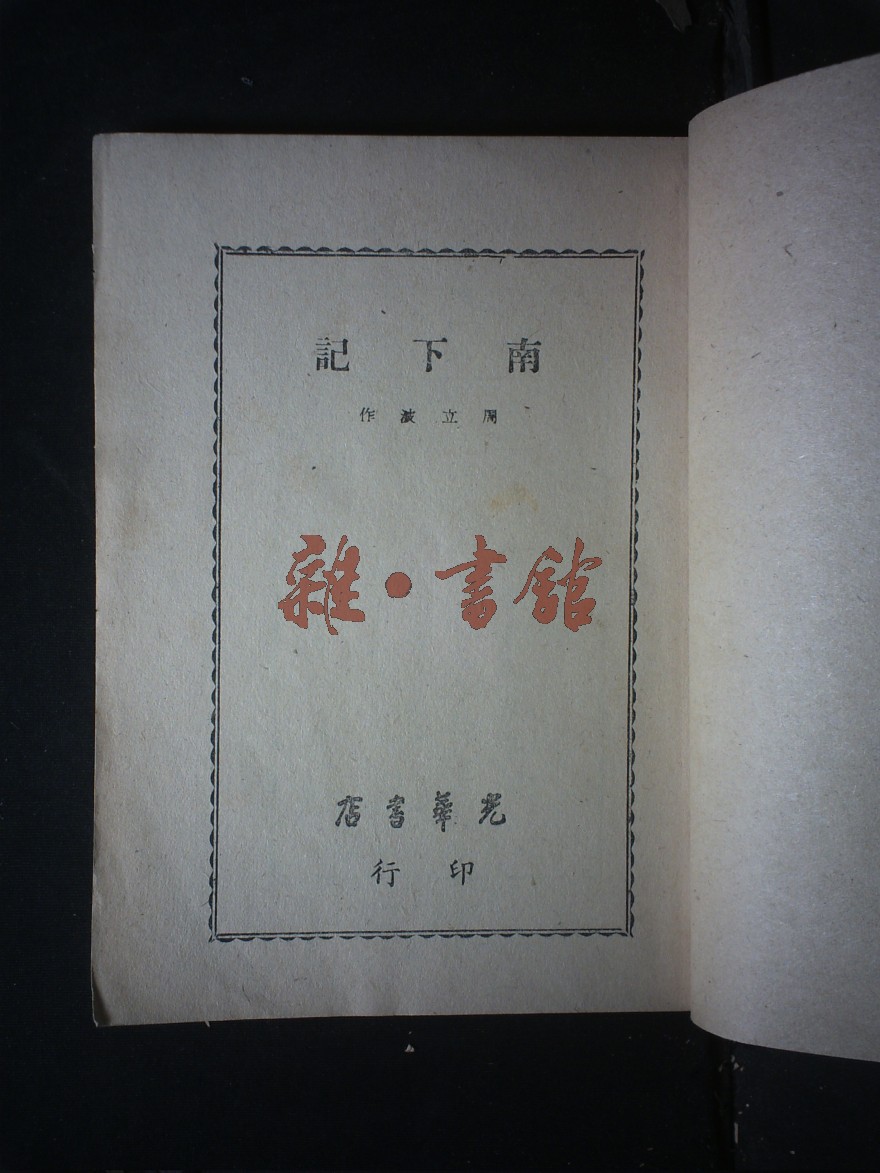 南下記
周立波作
雜·書館
光華書店
印行